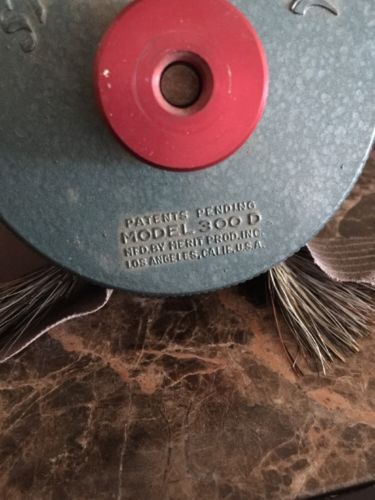 PATENTS PENDING
MODEL 300 D
MFD. BY MERIT PROD. INC.
LOS ANGELES, CALIF. U.S.A.